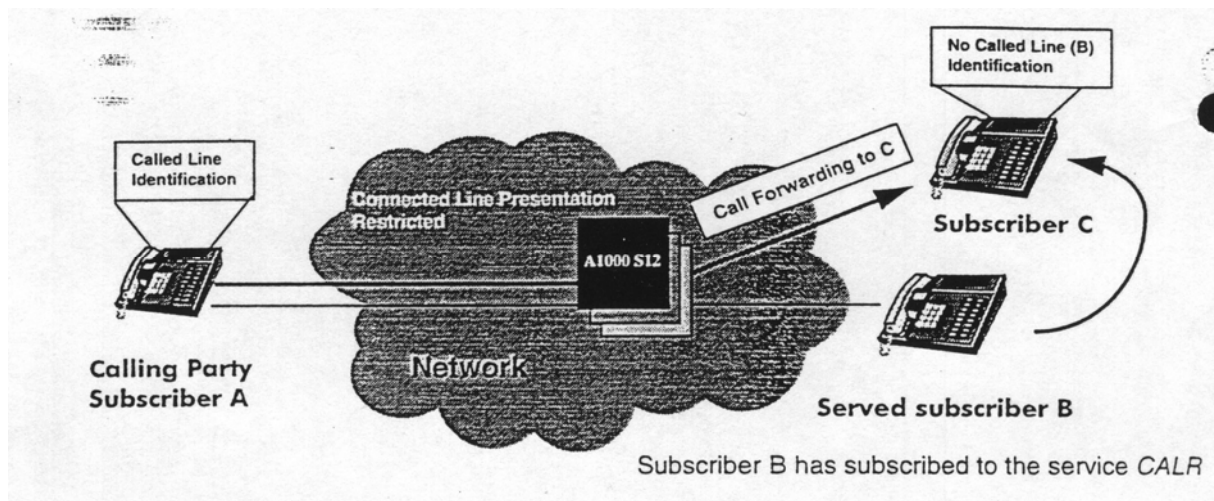 No Called Line (B)
Identification
Called Line
Identification
Connected Line Presentation
Restricted
Call Forwarding to C
A1000 S12
Subscriber C
Network
Calling Party
Subscriber A
Served subscriber B
Subscriber B has subscribed to the service CALR